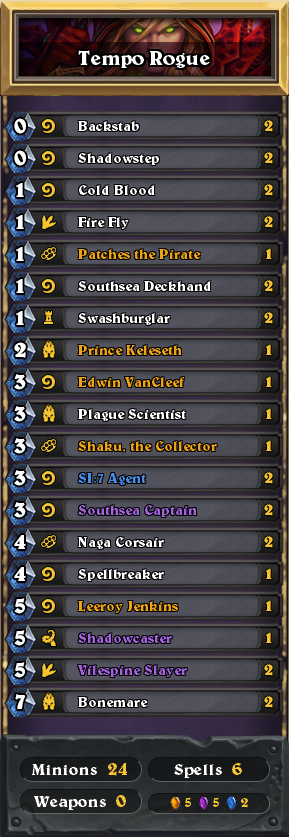 Tempo Rogue
0 Backstab 2
0 Shadowstep 2
1 Cold Blood 2
1 Fire Fly 2
1 Patches the Pirate 1
1 Southsea Deckhand 2
1 Swashburglar 2
2 Prince Keleseth 1
3 Edwin VanCleef 1
3 Plague Scientist 1
3 Shaku, the Collector 1
3 SI:7 Agent 2
3 Southsea Captain 2
4 Naga Corsair 2
4 Spellbreaker 1
5 Leeroy Jenkins 1
5 Shadowcaster 1
5 Vilespine Slayer 2
7 Bonemare 2
Minions 24 Spells 6
Weapons 0 5 5 2